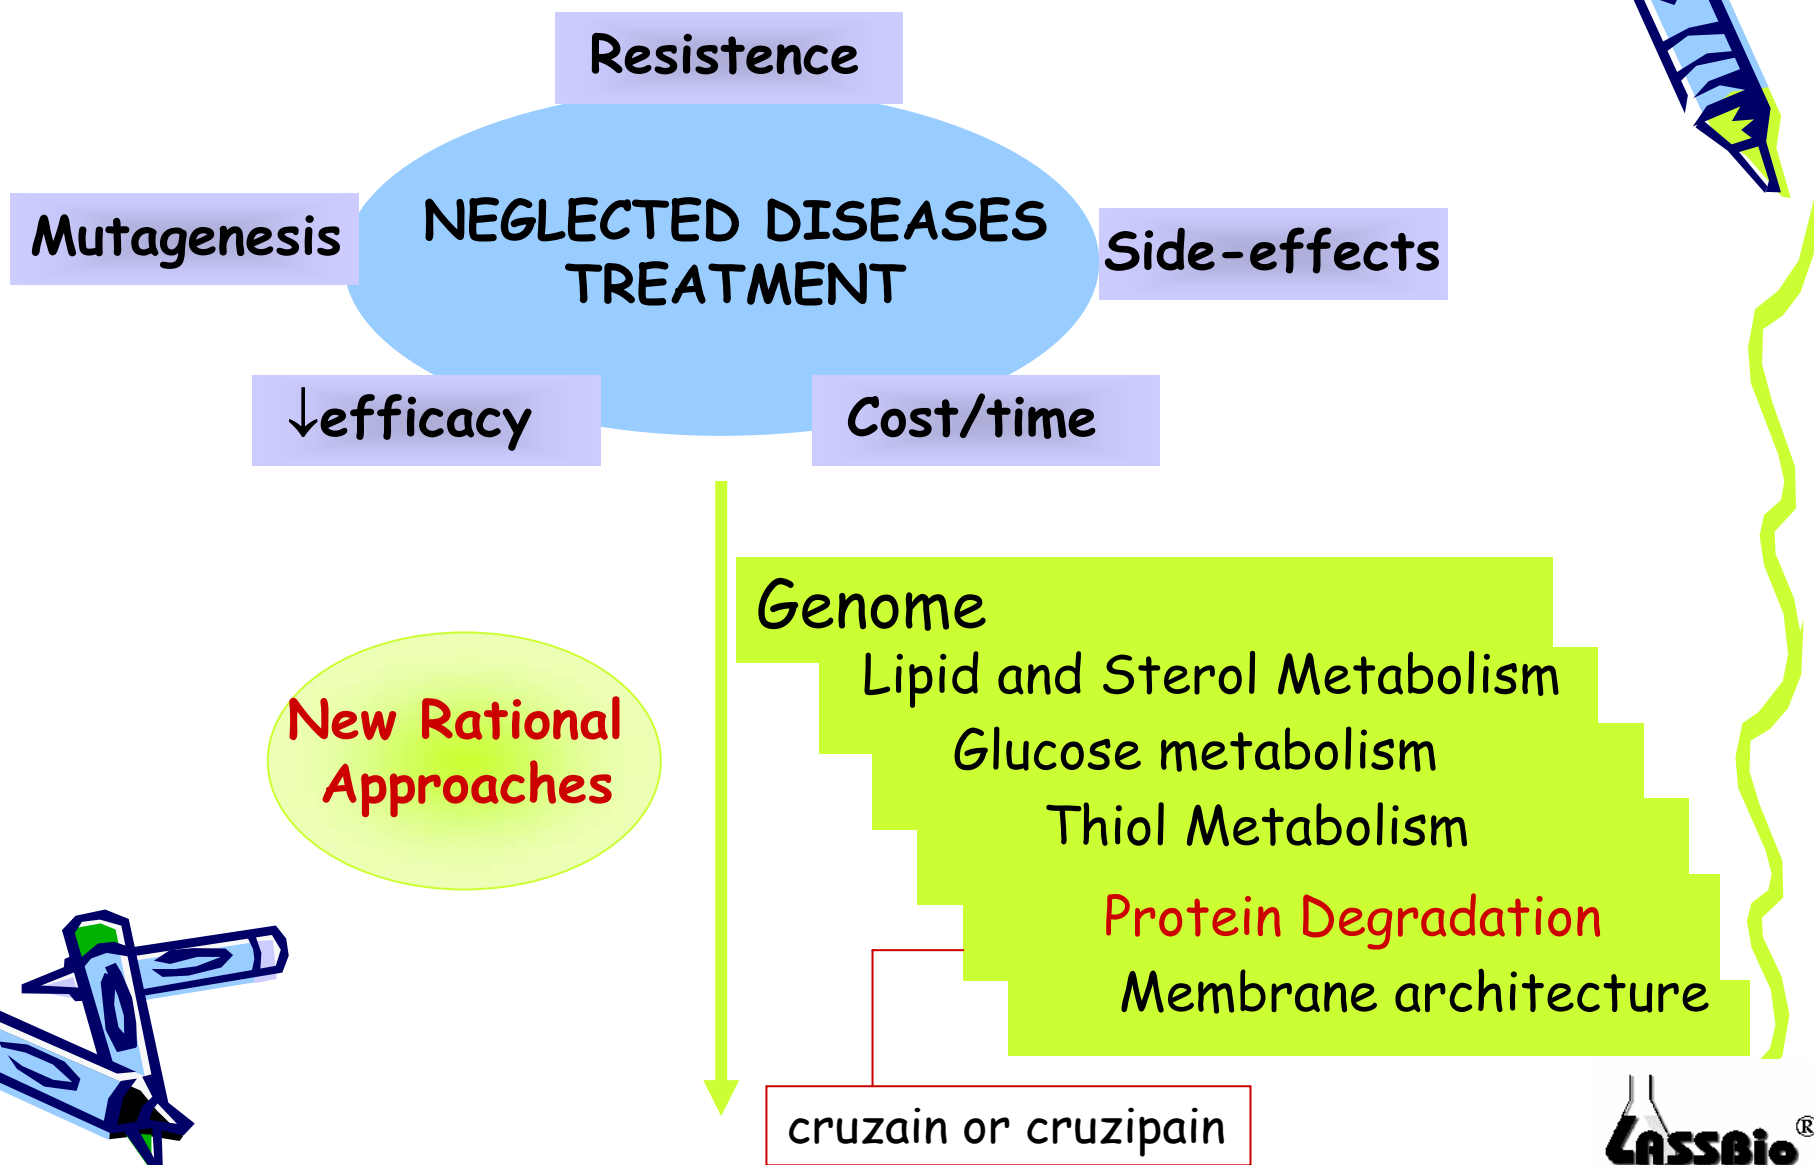 Resistence
NEGLECTED DISEASES
TREATMENT
Mutagenesis
Side-effects
↓efficacy
Cost/time
Genome
Lipid and Sterol Metabolism
Glucose metabolism
Thiol Metabolism
Protein Degradation
Membrane architecture
New Rational
Approaches
cruzain or cruzipain
LASSBio®